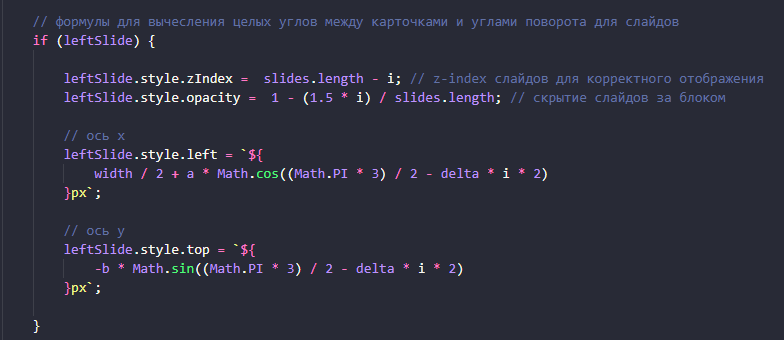 // формулы для вычесления целых углов между карточками и углами поворота для слайдов
if (leftSlide) {
leftSlide.style.zIndex =  slides.length - i; // z-index слайдов для корректного отображения
leftSlide.style.opacity =  1 - (1.5 * i) / slides.length; // скрытие слайдов за блоком
// ось x
leftSlide.style.left = `${
width / 2 + a * Math.cos((Math.PI * 3) / 2 - delta * i * 2)
}px`;
// ось y
leftSlide.style.top = `${
-b * Math.sin((Math.PI * 3) / 2 - delta * i * 2)
}px`;
}